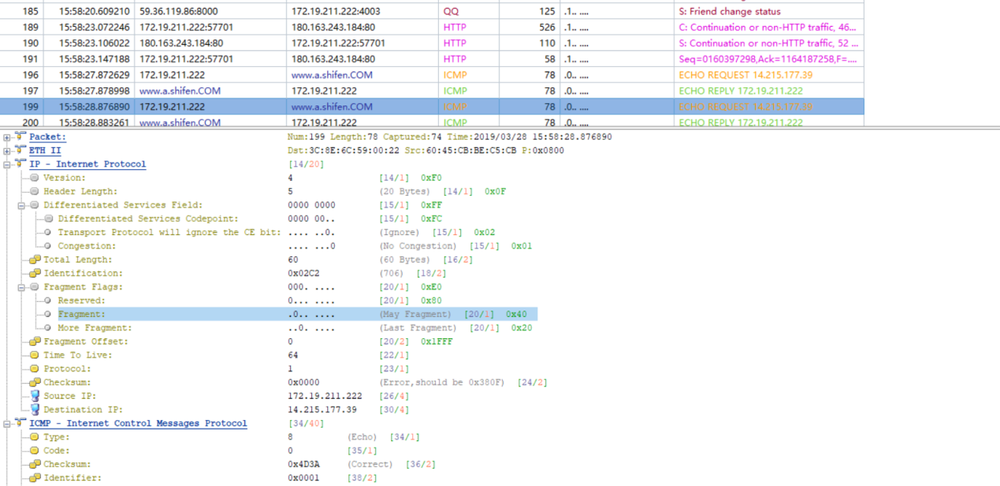 185 15:58:20.609210 59.36.119.86:8000 172.19.211.222:4003 QQ 125 .1.. .... S: Friend change status
189 15:58:23.072246 172.19.211.222:57701 180.163.243.184:80 HTTP 526 .1.. .... C: Continuation or non-HTTP traffic, 46...
190 15:58:23.106022 180.163.243.184:80 172.19.211.222:57701 HTTP 110 .1.. .... S: Continuation or non-HTTP traffic, 52 ...
191 15:58:23.147188 172.19.211.222:57701 180.163.243.184:80 HTTP 58 .1.. .... Seq=0160397298,Ack=1164187258,F=....
196 15:58:27.872629 172.19.211.222 www.a.shifen.COM ICMP 78 .0.. .... ECHO REQUEST 14.215.177.39
197 15:58:27.878998 www.a.shifen.COM 172.19.211.222 ICMP 78 .0.. .... ECHO REPLY 172.19.211.222
199 15:58:28.876890 172.19.211.222 www.a.shifen.COM ICMP 78 .0.. .... ECHO REQUEST 14.215.177.39
200 15:58:28.883261 www.a.shifen.COM 172.19.211.222 ICMP 78 .0.. .... ECHO REPLY 172.19.211.222
Packet: Num:199 Length:78 Captured:74 Time:2019/03/28 15:58:28.876890
ETH II Dst:3C:8E:6C:59:00:22 Src:60:45:CB:BE:C5:CB P:0x0800
IP - Internet Protocol [14/20]
Version: 4 [14/1] 0xF0
Header Length: 5 (20 Bytes) [14/1] 0x0F
Differentiated Services Field: 0000 0000 [15/1] 0xFF
Differentiated Services Codepoint: 0000 00.. [15/1] 0xFC
Transport Protocol will ignore the CE bit: .... ..0. (Ignore) [15/1] 0x02
Congestion: .... ...0 (No Congestion) [15/1] 0x01
Total Length: 60 (60 Bytes) [16/2]
Identification: 0x02C2 (706) [18/2]
Fragment Flags: 000. .... [20/1] 0xE0
Reserved: 0... .... [20/1] 0x80
Fragment: .0.. .... (May Fragment) [20/1] 0x40
More Fragment: ..0. .... (Last Fragment) [20/1] 0x20
Fragment Offset: 0 [20/2] 0x1FFF
Time To Live: 64 [22/1]
Protocol: 1 [23/1]
Checksum: 0x0000 (Error,should be 0x380F) [24/2]
Source IP: 172.19.211.222 [26/4]
Destination IP: 14.215.177.39 [30/4]
ICMP - Internet Control Messages Protocol [34/40]
Type: 8 (Echo) [34/1]
Code: 0 [35/1]
Checksum: 0x4D3A (Correct) [36/2]
Identifier: 0x0001 [38/2]